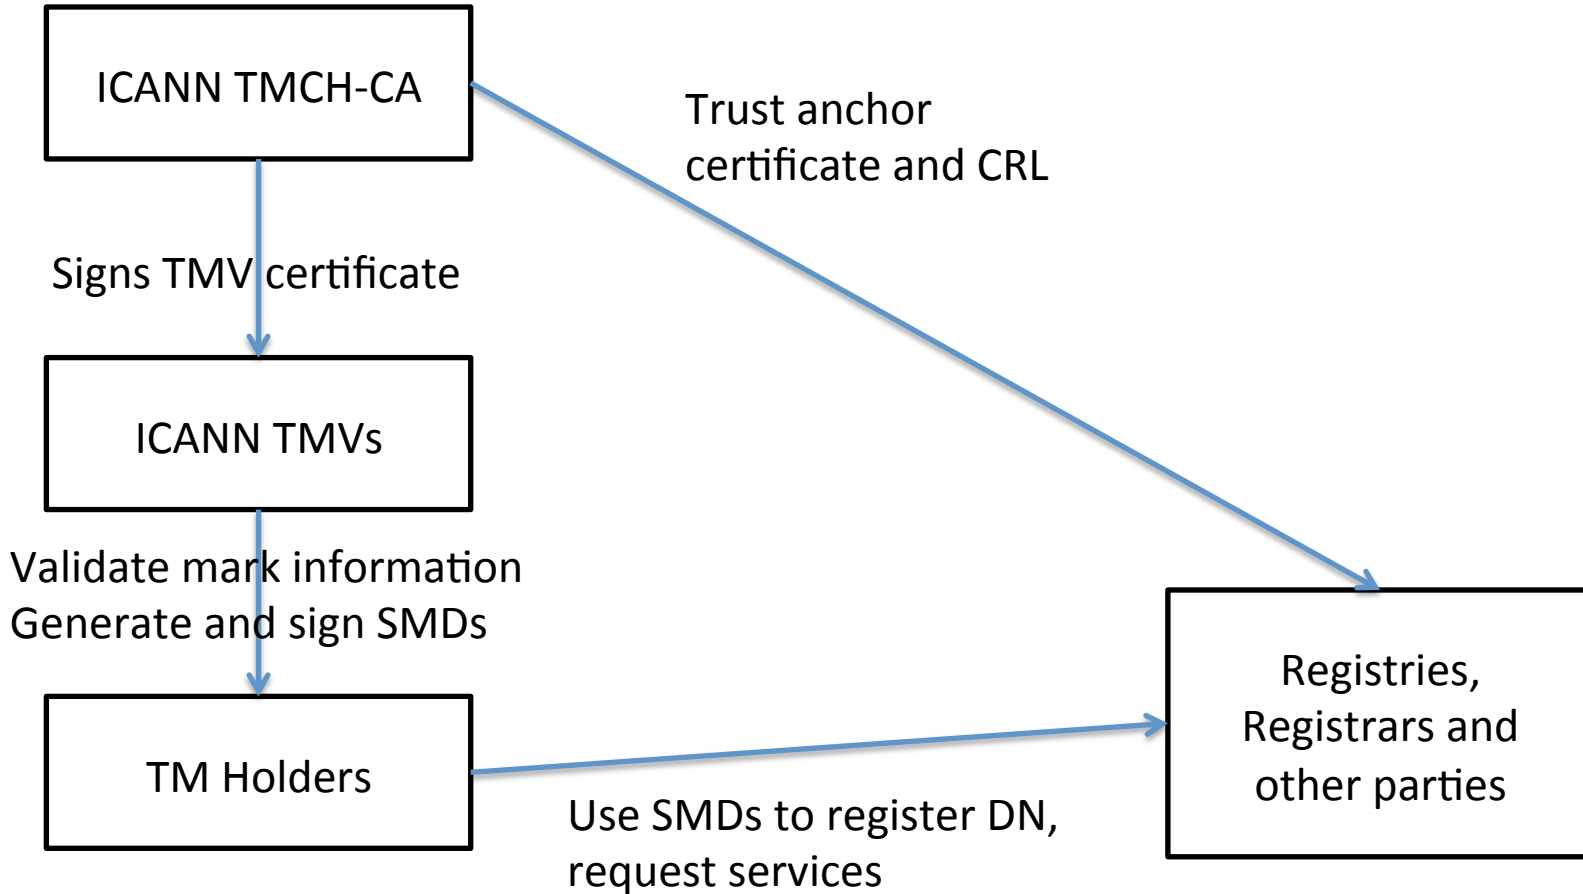 ICANN TMCH-CA
Trust anchor
certificate and CRL
Signs TMV certificate
ICANN TMVs
Validate mark information
Generate and sign SMDs
Registries,
Registrars and
other parties
TM Holders
Use SMDs to register DN,
request services